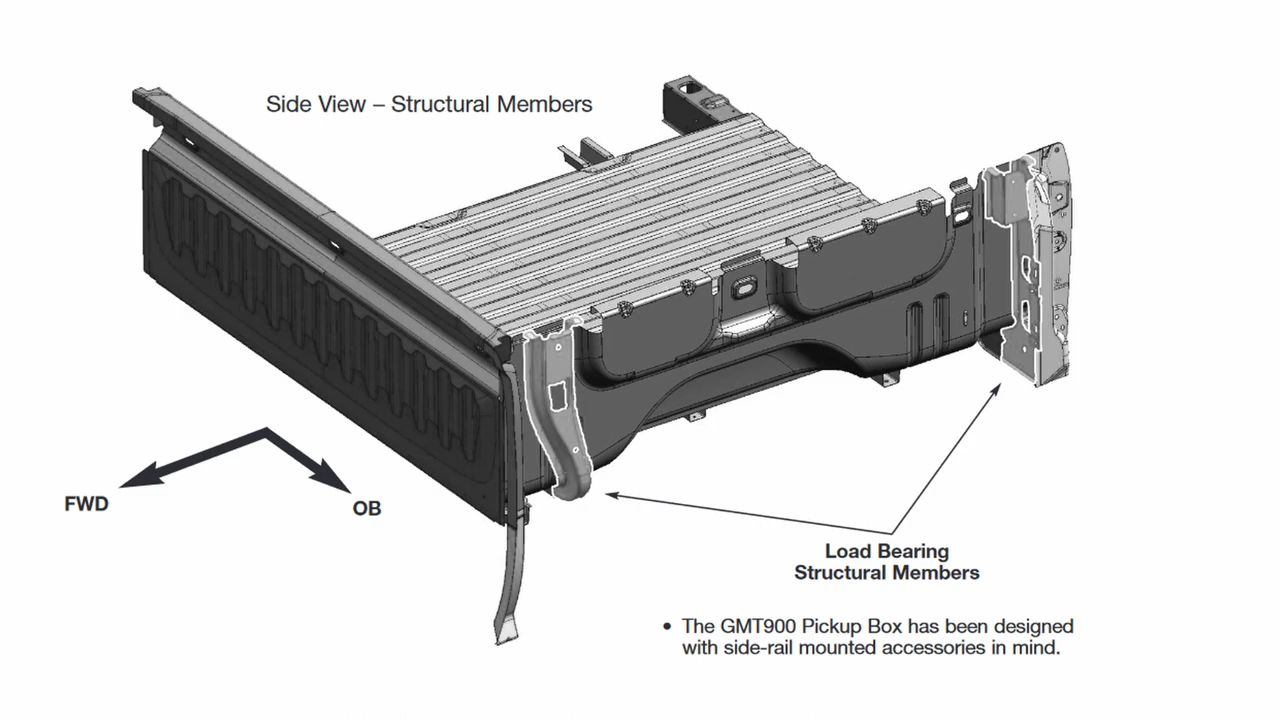 Side View – Structural Members
FWD
OB
Load Bearing
Structural Members
• The GMT900 Pickup Box has been designed
with side-rail mounted accessories in mind.